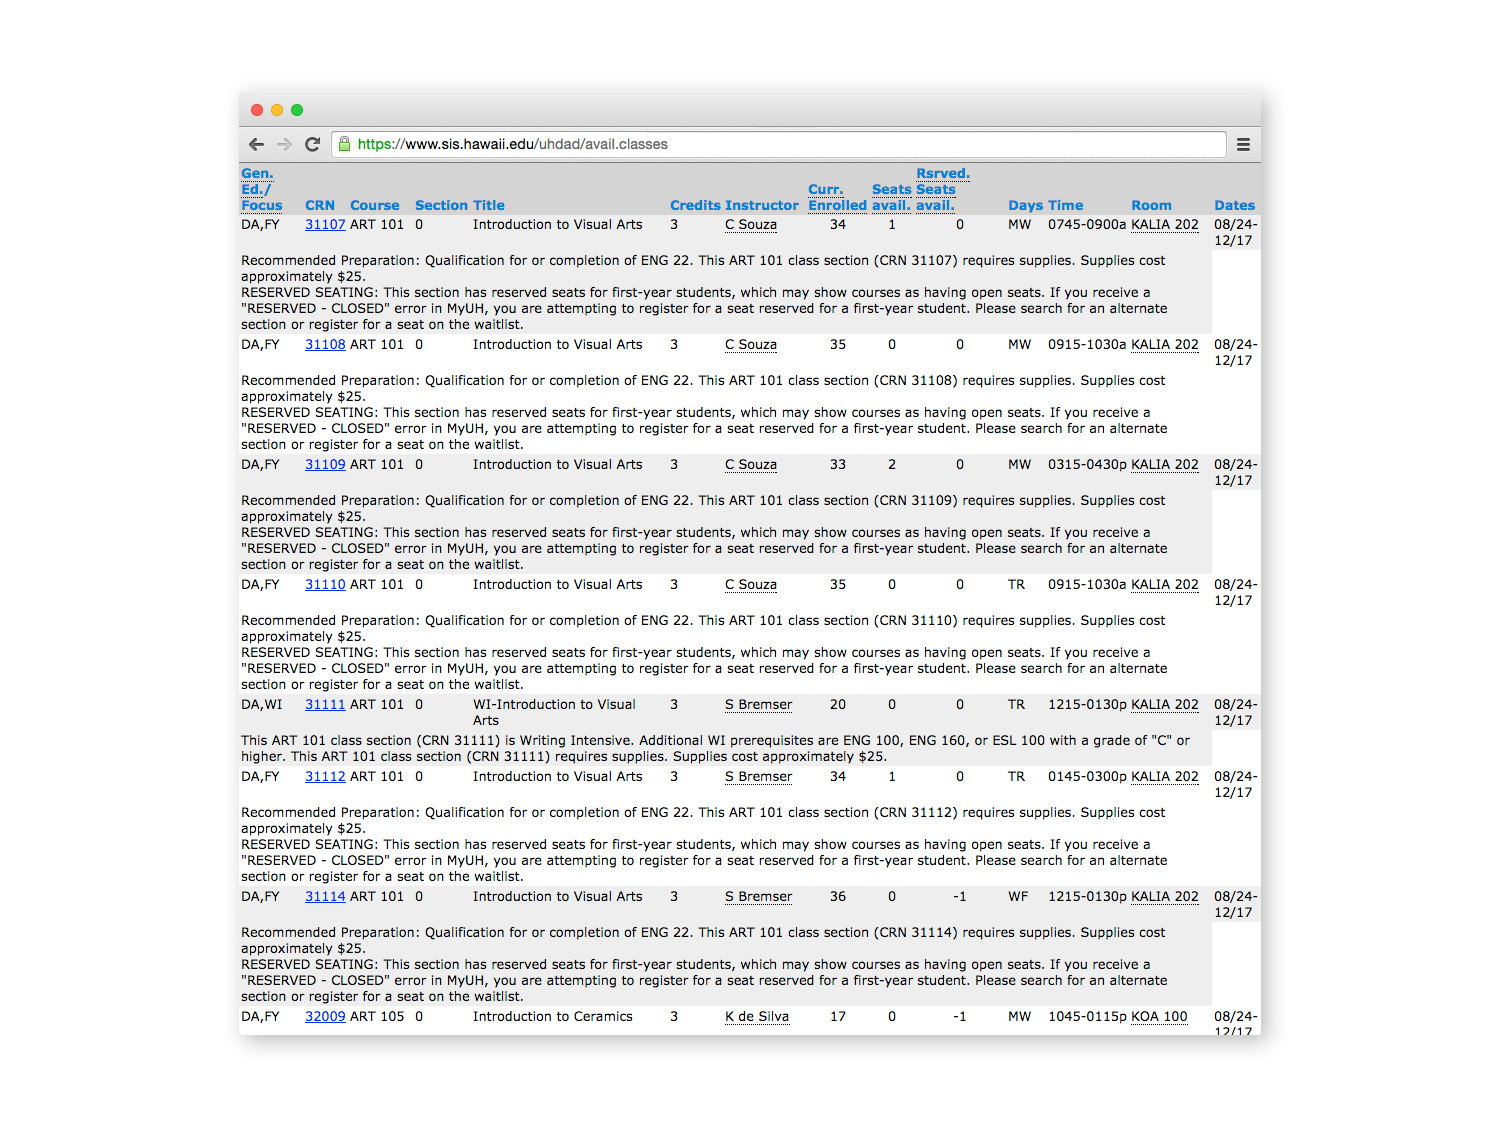 https://www.sis.hawaii.edu/uhdad/avail.classes
Gen. Ed./ Focus CRN Course Section Title Credits Instructor Curr. Enrolled Seats avail. Rsrved. Seats avail. Days Time Room Dates
DA,FY 31107 ART 101 0 Introduction to Visual Arts 3 C Souza 34 1 0 MW 0745-0900a KALIA 202 08/24-
12/17
Recommended Preparation: Qualification for or completion of ENG 22. This ART 101 class section (CRN 31107) requires supplies. Supplies cost
approximately $25.
RESERVED SEATING: This section has reserved seats for first-year students, which may show courses as having open seats. If you receive a
"RESERVED - CLOSED" error in MyUH, you are attempting to register for a seat reserved for a first-year student. Please search for an alternate
section or register for a seat on the waitlist.
DA,FY 31108 ART 101 0 Introduction to Visual Arts 3 C Souza 35 0 0 MW 0915-1030a KALIA 202 08/24-
12/17
Recommended Preparation: Qualification for or completion of ENG 22. This ART 101 class section (CRN 31108) requires supplies. Supplies cost
approximately $25.
RESERVED SEATING: This section has reserved seats for first-year students, which may show courses as having open seats. If you receive a
"RESERVED - CLOSED" error in MyUH, you are attempting to register for a seat reserved for a first-year student. Please search for an alternate
section or register for a seat on the waitlist.
DA,FY 31109 ART 101 0 Introduction to Visual Arts 3 C Souza 33 2 0 MW 0315-0430p KALIA 202 08/24-
12/17
Recommended Preparation: Qualification for or completion of ENG 22. This ART 101 class section (CRN 31109) requires supplies. Supplies cost
approximately $25.
RESERVED SEATING: This section has reserved seats for first-year students, which may show courses as having open seats. If you receive a
"RESERVED - CLOSED" error in MyUH, you are attempting to register for a seat reserved for a first-year student. Please search for an alternate
section or register for a seat on the waitlist.
DA,FY 31110 ART 101 0 Introduction to Visual Arts 3 C Souza 35 0 0 TR 0915-1030a KALIA 202 08/24-
12/17
Recommended Preparation: Qualification for or completion of ENG 22. This ART 101 class section (CRN 31110) requires supplies. Supplies cost
approximately $25.
RESERVED SEATING: This section has reserved seats for first-year students, which may show courses as having open seats. If you receive a
"RESERVED - CLOSED" error in MyUH, you are attempting to register for a seat reserved for a first-year student. Please search for an alternate
section or register for a seat on the waitlist.
DA,WI 31111 ART 101 0 WI-Introduction to Visual 3 S Bremser 20 0 0 TR 1215-0130p KALIA 202 08/24-
Arts 12/17
This ART 101 class section (CRN 31111) is Writing Intensive. Additional WI prerequisites are ENG 100, ENG 160, or ESL 100 with a grade of "C" or
higher. This ART 101 class section (CRN 31111) requires supplies. Supplies cost approximately $25.
DA,FY 31112 ART 101 0 Introduction to Visual Arts 3 S Bremser 34 1 0 TR 0145-0300p KALIA 202 08/24-
12/17
Recommended Preparation: Qualification for or completion of ENG 22. This ART 101 class section (CRN 31112) requires supplies. Supplies cost
approximately $25.
RESERVED SEATING: This section has reserved seats for first-year students, which may show courses as having open seats. If you receive a
"RESERVED - CLOSED" error in MyUH, you are attempting to register for a seat reserved for a first-year student. Please search for an alternate
section or register for a seat on the waitlist.
DA,FY 31114 ART 101 0 Introduction to Visual Arts 3 S Bremser 36 0 -1 WF 1215-0130p KALIA 202 08/24-
12/17
Recommended Preparation: Qualification for or completion of ENG 22. This ART 101 class section (CRN 31114) requires supplies. Supplies cost
approximately $25.
RESERVED SEATING: This section has reserved seats for first-year students, which may show courses as having open seats. If you receive a
"RESERVED - CLOSED" error in MyUH, you are attempting to register for a seat reserved for a first-year student. Please search for an alternate
section or register for a seat on the waitlist.
DA,FY 32009 ART 105 0 Introduction to Ceramics 3 K de Silva 17 0 -1 MW 1045-0115p KOA 100 08/24-
12/17